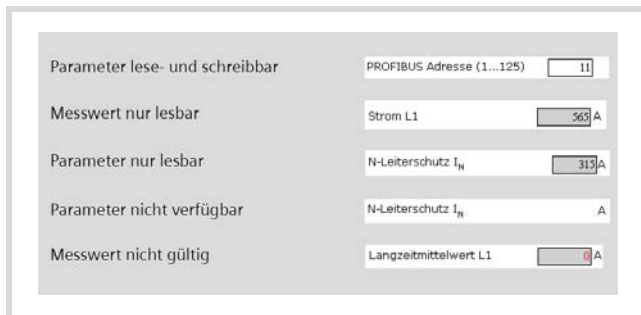 Parameter lese- und schreibbar PROFIBUS Adresse (1...125) 11
Messwert nur lesbar Strom L1 565 A
Parameter nur lesbar N-Leiterschutz IN 315 A
Parameter nicht verfügbar N-Leiterschutz IN A
Messwert nicht gültig Langzeitmittelwert L1 0 A